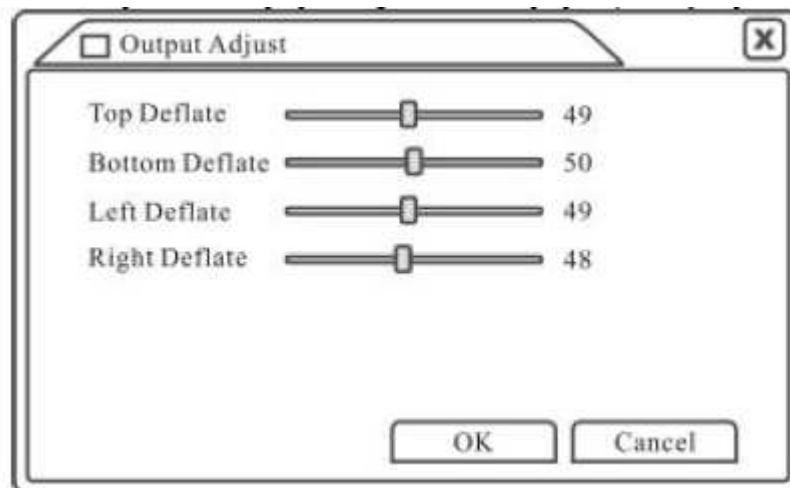 Output Adjust
X
Top Deflate 49
Bottom Deflate 50
Left Deflate 49
Right Deflate 48
OK Cancel